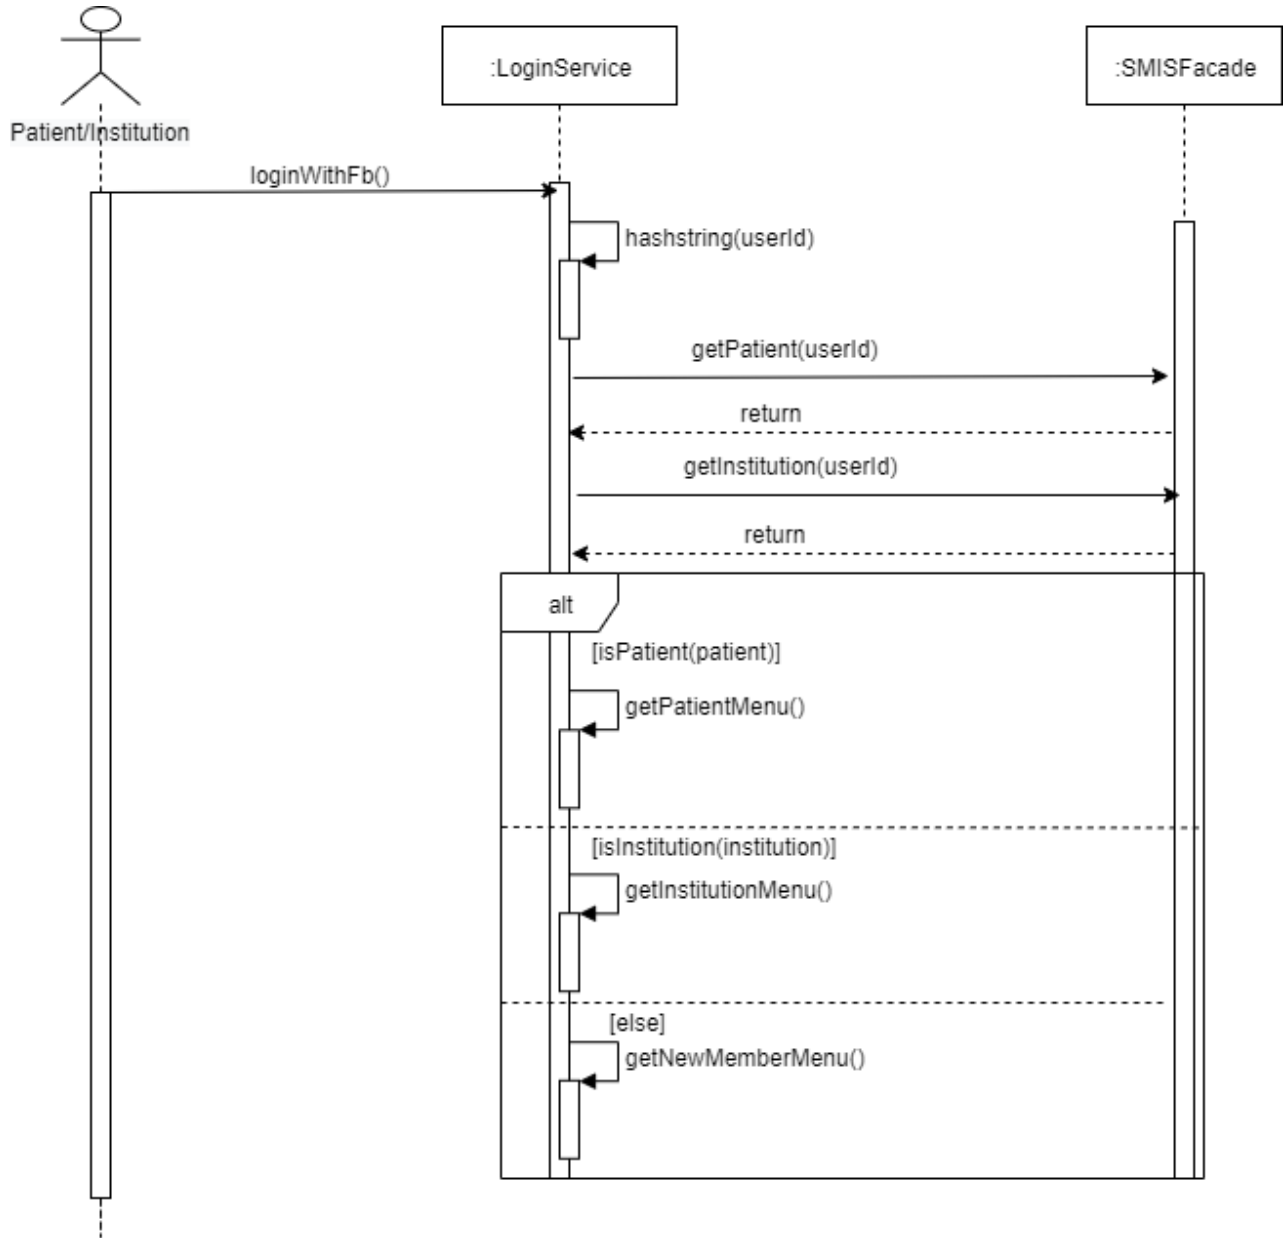 Patient/Institution
:LoginService
:SMISFacade
loginWithFb()
hashstring(userId)
getPatient(userId)
return
getInstitution(userId)
return
alt
[isPatient(patient)]
getPatientMenu()
[isInstitution(institution)]
getInstitutionMenu()
[else]
getNewMemberMenu()